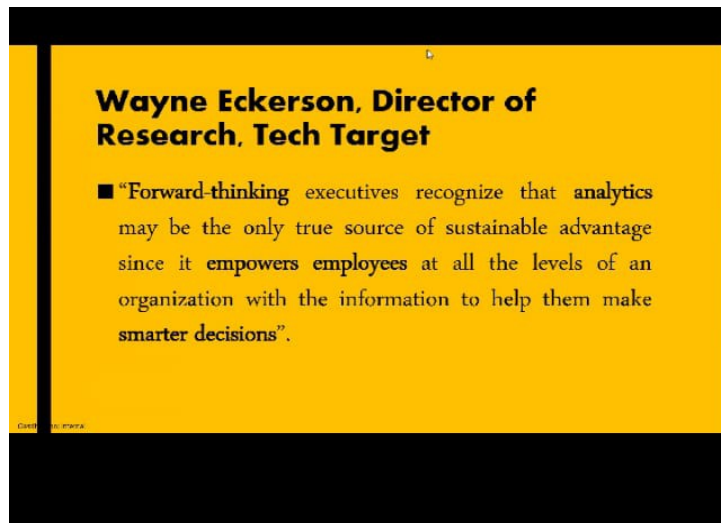 Wayne Eckerson, Director of
Research, Tech Target
■ “Forward-thinking executives recognize that analytics
may be the only true source of sustainable advantage
since it empowers employees at all the levels of an
organization with the information to help them make
smarter decisions”.